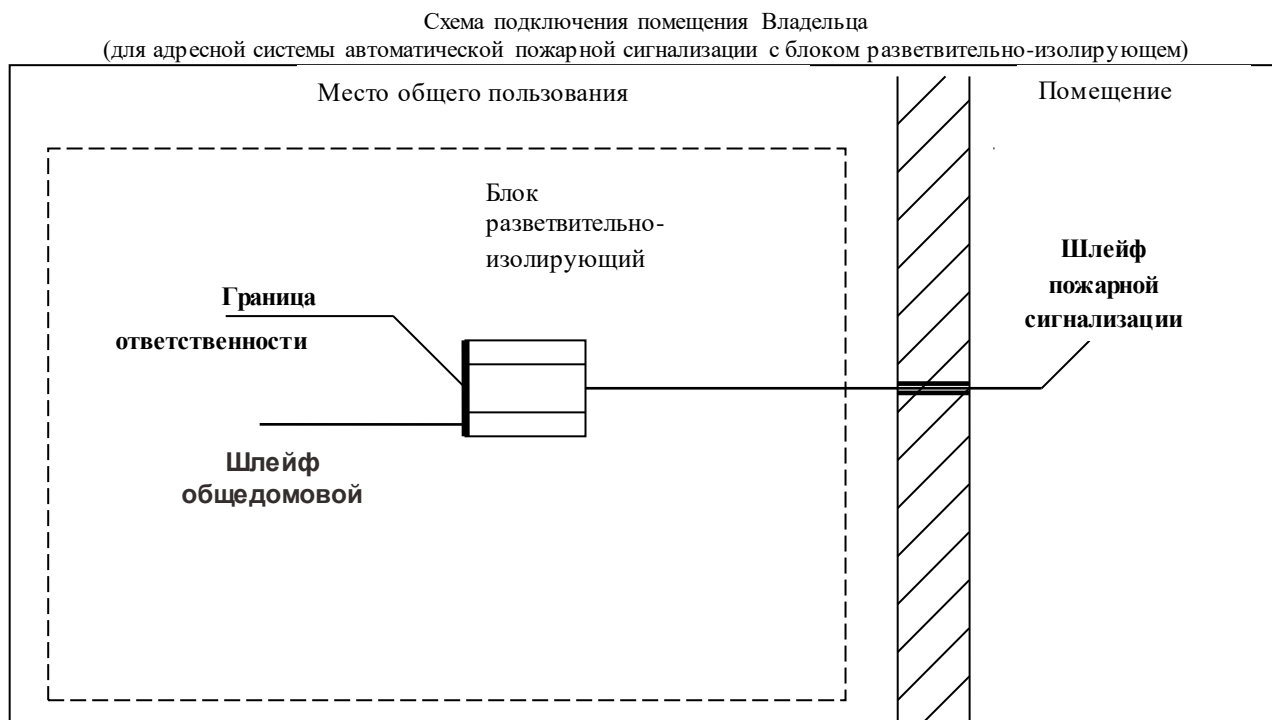 Схема подключения помещения Владельца
(для адресной системы автоматической пожарной сигнализации с блоком разветвительно-изолирующем)
Место общего пользования
Помещение
Блок
разветвительно-
изолирующий
Шлейф
пожарной
сигнализации
Граница
ответственности
Шлейф
общедомовой